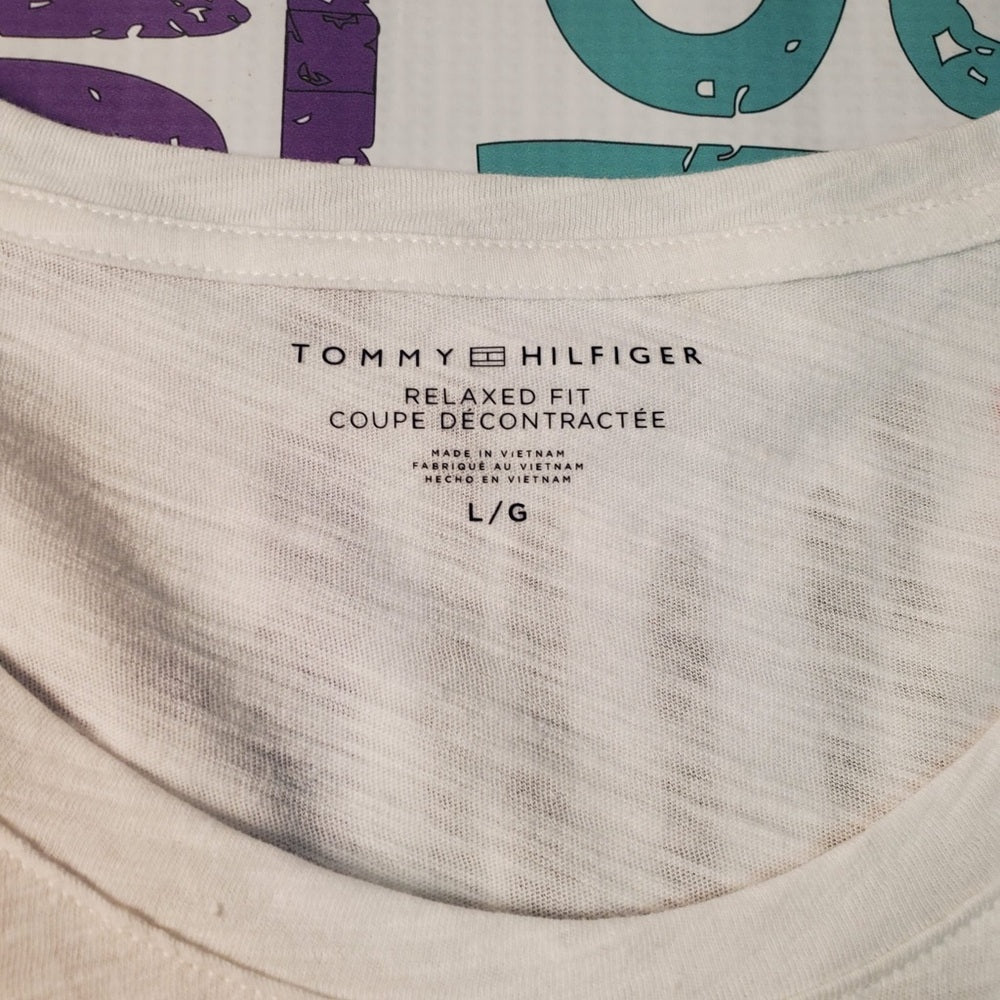 TOMMY HILFIGER
RELAXED FIT
COUPE DÉCONTRACTÉE
MADE IN VIETNAM
FABRIQUÉ AU VIETNAM
HECHO EN VIETNAM
L/G